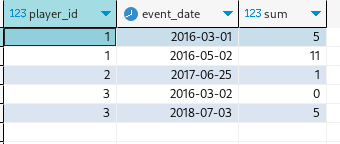 123 player_id event_date 123 sum
1 2016-03-01 5
1 2016-05-02 11
2 2017-06-25 1
3 2016-03-02 0
3 2018-07-03 5